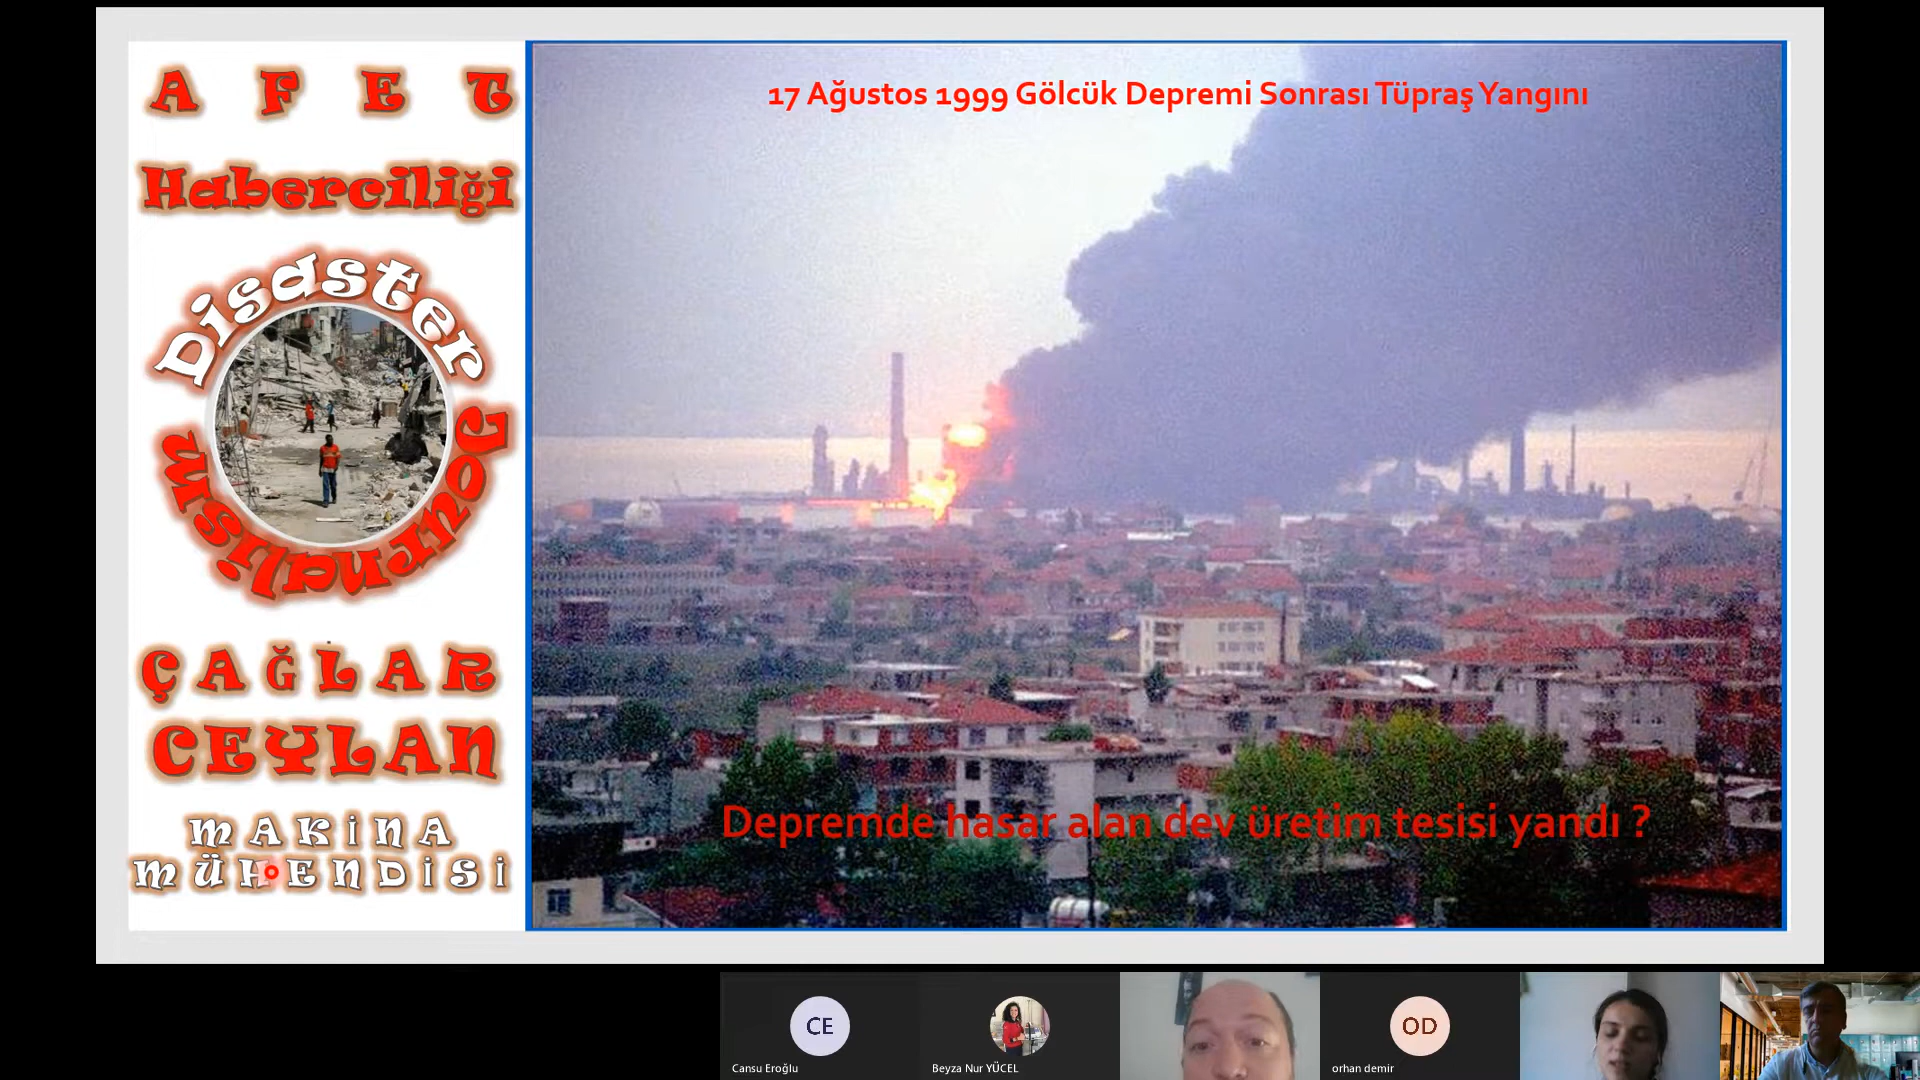 A F E T
Haberciliği
Disaster
Journalism
ÇAĞLAR
CEYLAN
MAKİNA
MÜHENDİSİ
17 Ağustos 1999 Gölcük Depremi Sonrası Tüpraş Yangını
Depremde hasar alan dev üretim tesisi yandı ?
CE
Cansu Eroğlu
Beyza Nur YÜCEL
OD
orhan demir